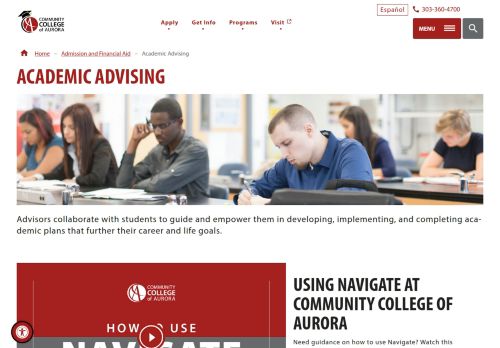 Español
303-360-4700
COMMUNITY
COLLEGE
OF AURORA
Apply
Get Info
Programs
Visit
MENU
Home - Admission and Financial Aid - Academic Advising
ACADEMIC ADVISING
Advisors collaborate with students to guide and empower them in developing, implementing, and completing aca-
demic plans that further their career and life goals.
COMMUNITY
COLLEGE
of AURORA
HOW TO USE
NAVIGATE
USING NAVIGATE AT
COMMUNITY COLLEGE OF
AURORA
Need guidance on how to use Navigate? Watch this